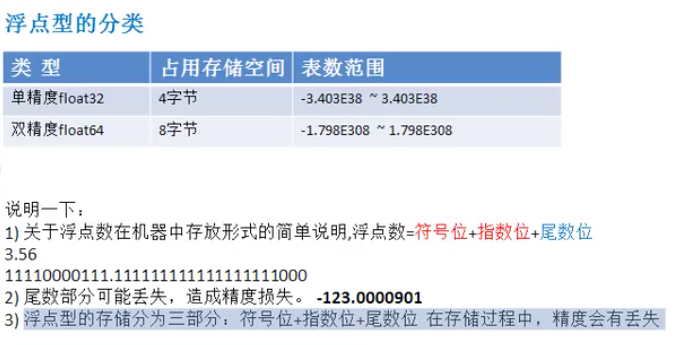 浮点型的分类
类 型 占用存储空间 表数范围
单精度float32 4字节 -3.403E38 ~ 3.403E38
双精度float64 8字节 -1.798E308 ~ 1.798E308
说明一下：
1) 关于浮点数在机器中存放形式的简单说明,浮点数=符号位+指数位+尾数位
3.56
11110000111.1111111111111111111000
2) 尾数部分可能丢失，造成精度损失。 -123.0000901
3) 浮点型的存储分为三部分：符号位+指数位+尾数位 在存储过程中，精度会有丢失